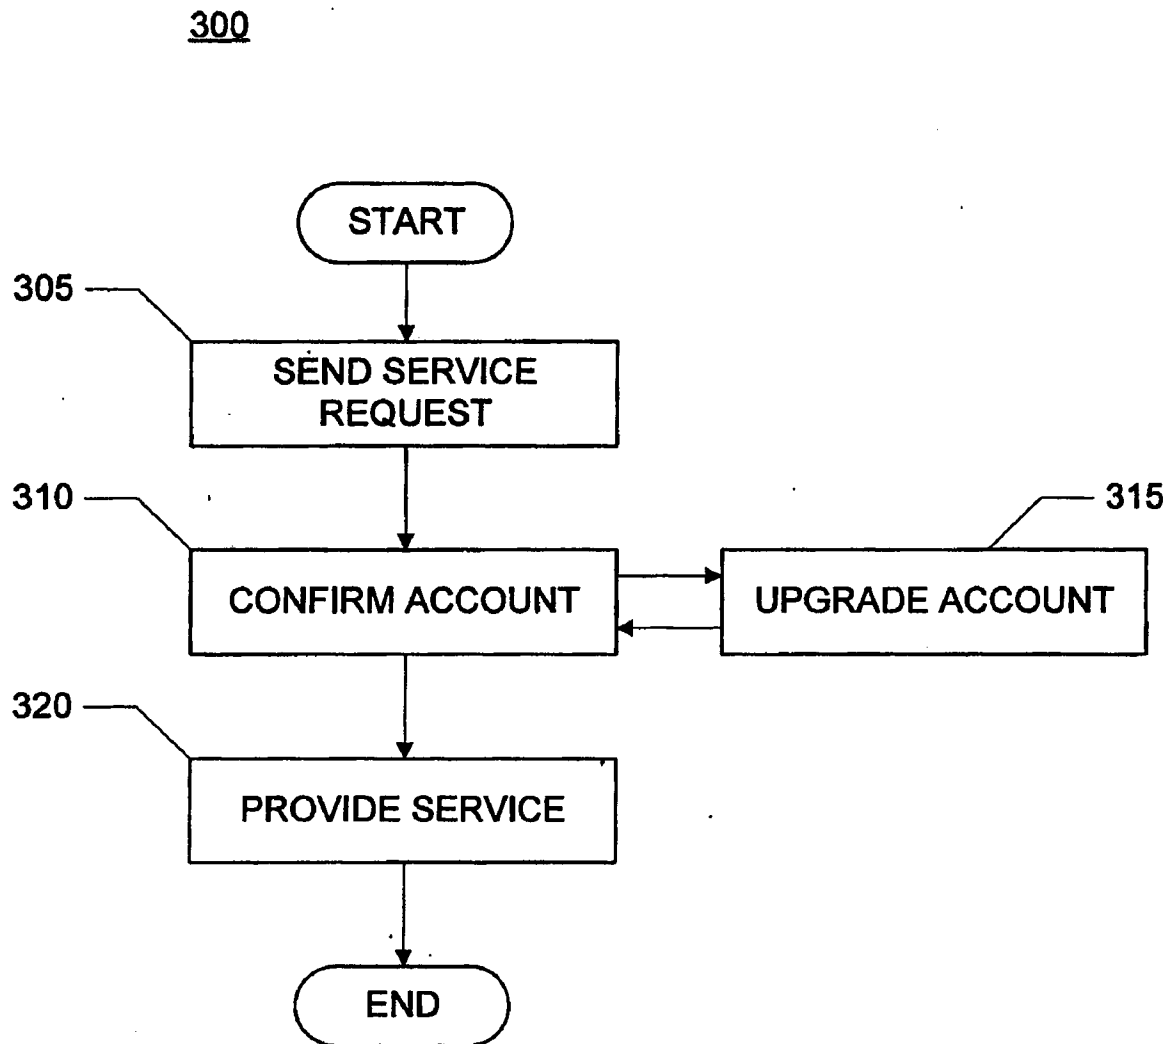 300
START
305
SEND SERVICE
REQUEST
310
315
CONFIRM ACCOUNT
UPGRADE ACCOUNT
320
PROVIDE SERVICE
END